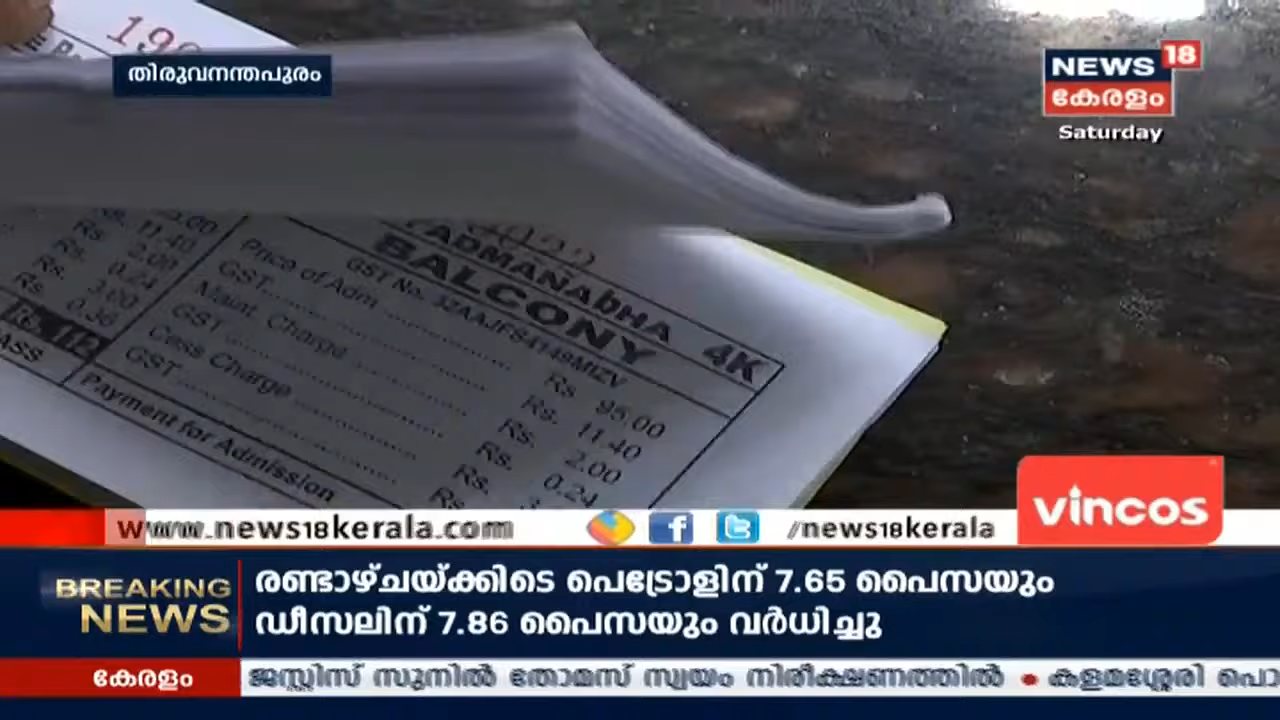 തിരുവനന്തപുരം
NEWS 18
കേരളം
Saturday
PADMANAbHA 4K
BALCONY
GST No. 32AAJFS4149M1ZV
Price of Adm Rs. 95.00
GST Rs. 11.40
Maint. Charge Rs. 2.00
GST Rs. 0.24
Cess Charge Rs.
GST Rs.
Payment for Admission
11.40
Rs. 2.00
Rs. 0.24
Rs. 3.00
Rs. 0.36
Rs. 112
www.news18kerala.com
/news18kerala
vincos
BREAKING NEWS
രണ്ടാഴ്ചയ്ക്കിടെ പെട്രോളിന് 7.65 പൈസയും
ഡീസലിന് 7.86 പൈസയും വർധിച്ചു
കേരളം
ജസ്റ്റിസ് സുനിൽ തോമസ് സ്വയം നിരീക്ഷണത്തിൽ • കളമശ്ശേരി